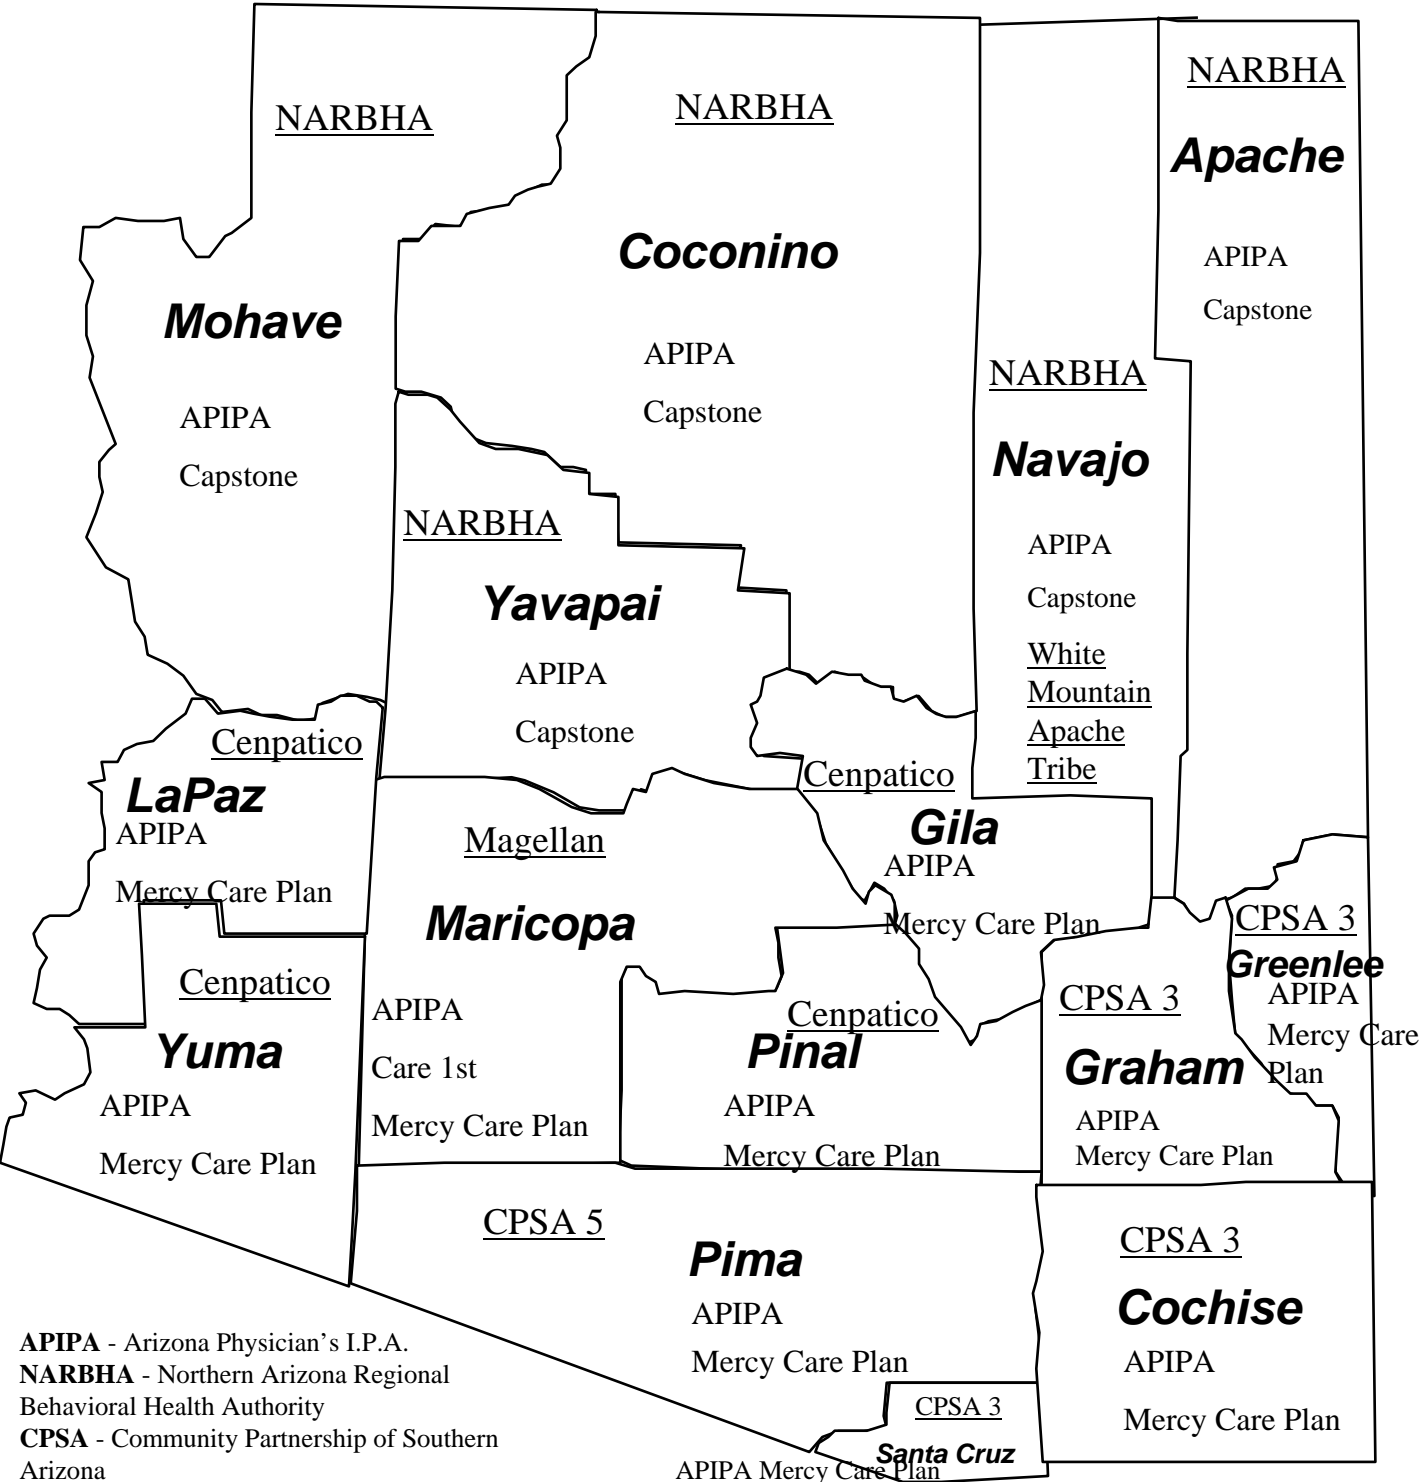 NARBHA
Mohave
APIPA
Capstone
NARBHA
Coconino
APIPA
Capstone
NARBHA
Navajo
APIPA
Capstone
White
Mountain
Apache
Tribe
NARBHA
Apache
APIPA
Capstone
NARBHA
Yavapai
APIPA
Capstone
Cenpatico
LaPaz
APIPA
Mercy Care Plan
Cenpatico
Gila
APIPA
Mercy Care Plan
Magellan
Maricopa
APIPA
Care 1st
Mercy Care Plan
Cenpatico
Yuma
APIPA
Mercy Care Plan
Cenpatico
Pinal
APIPA
Mercy Care Plan
CPSA 3
Graham
APIPA
Mercy Care Plan
CPSA 3
Greenlee
APIPA
Mercy Care
Plan
CPSA 5
Pima
APIPA
Mercy Care Plan
CPSA 3
Cochise
APIPA
Mercy Care Plan
CPSA 3
Santa Cruz
APIPA Mercy Care Plan
APIPA - Arizona Physician’s I.P.A.
NARBHA - Northern Arizona Regional
Behavioral Health Authority
CPSA - Community Partnership of Southern
Arizona